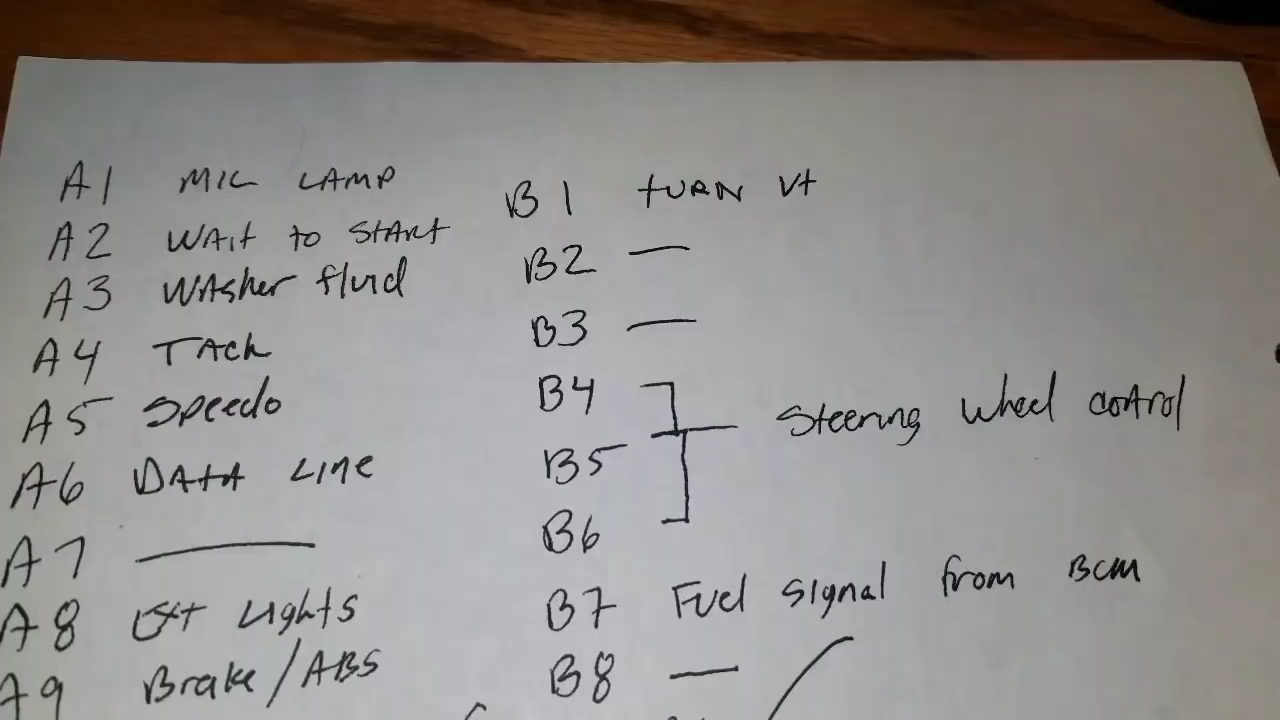 A1 MIL LAMP
A2 WAit to StARt
A3 WAsher fluid
A4 TAch
A5 Speedo
A6 DAtA LINe
A7
A8 Ext Lights
A9 Brake/ABS
B1 tURN Vt
B2 —
B3 —
B4
B5 Steering wheel control
B6
B7 Fuel signal from BCM
B8 —